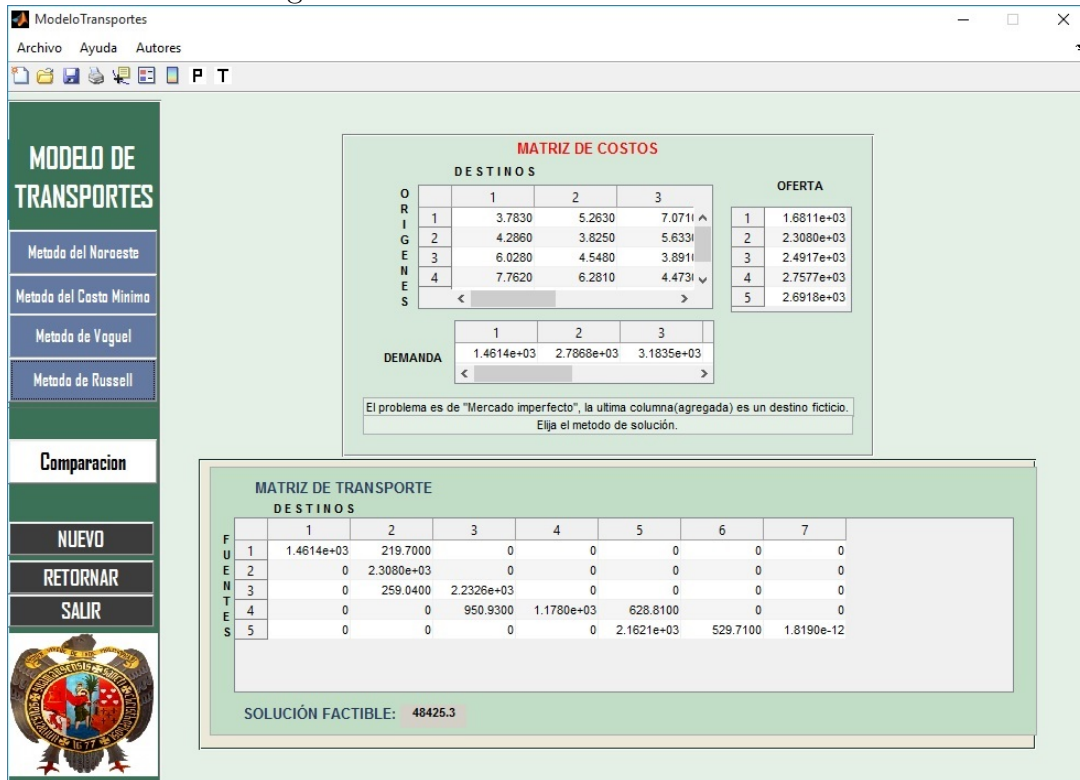 ModeloTransportes
Archivo Ayuda Autores
P T
MODELO DE
TRANSPORTES
Metodo del Noroeste
Metodo del Costo Minimo
Metodo de Voguel
Metodo de Russell
Comparacion
NUEVO
RETORNAR
SALIR
1677
MATRIZ DE COSTOS
DESTINOS
ORIGENES
1 2 3
1 3.7830 5.2630 7.071
2 4.2860 3.8250 5.633
3 6.0280 4.5480 3.891
4 7.7620 6.2810 4.473
OFERTA
1 1.6811e+03
2 2.3080e+03
3 2.4917e+03
4 2.7577e+03
5 2.6918e+03
DEMANDA
1 2 3
1.4614e+03 2.7868e+03 3.1835e+03
El problema es de "Mercado imperfecto", la ultima columna(agregada) es un destino ficticio.
Elija el metodo de solución.
MATRIZ DE TRANSPORTE
DESTINOS
FUENTES
1 2 3 4 5 6 7
1 1.4614e+03 219.7000 0 0 0 0 0
2 0 2.3080e+03 0 0 0 0 0
3 0 259.0400 2.2326e+03 0 0 0 0
4 0 0 950.9300 1.1780e+03 628.8100 0 0
5 0 0 0 0 2.1621e+03 529.7100 1.8190e-12
SOLUCIÓN FACTIBLE: 48425.3